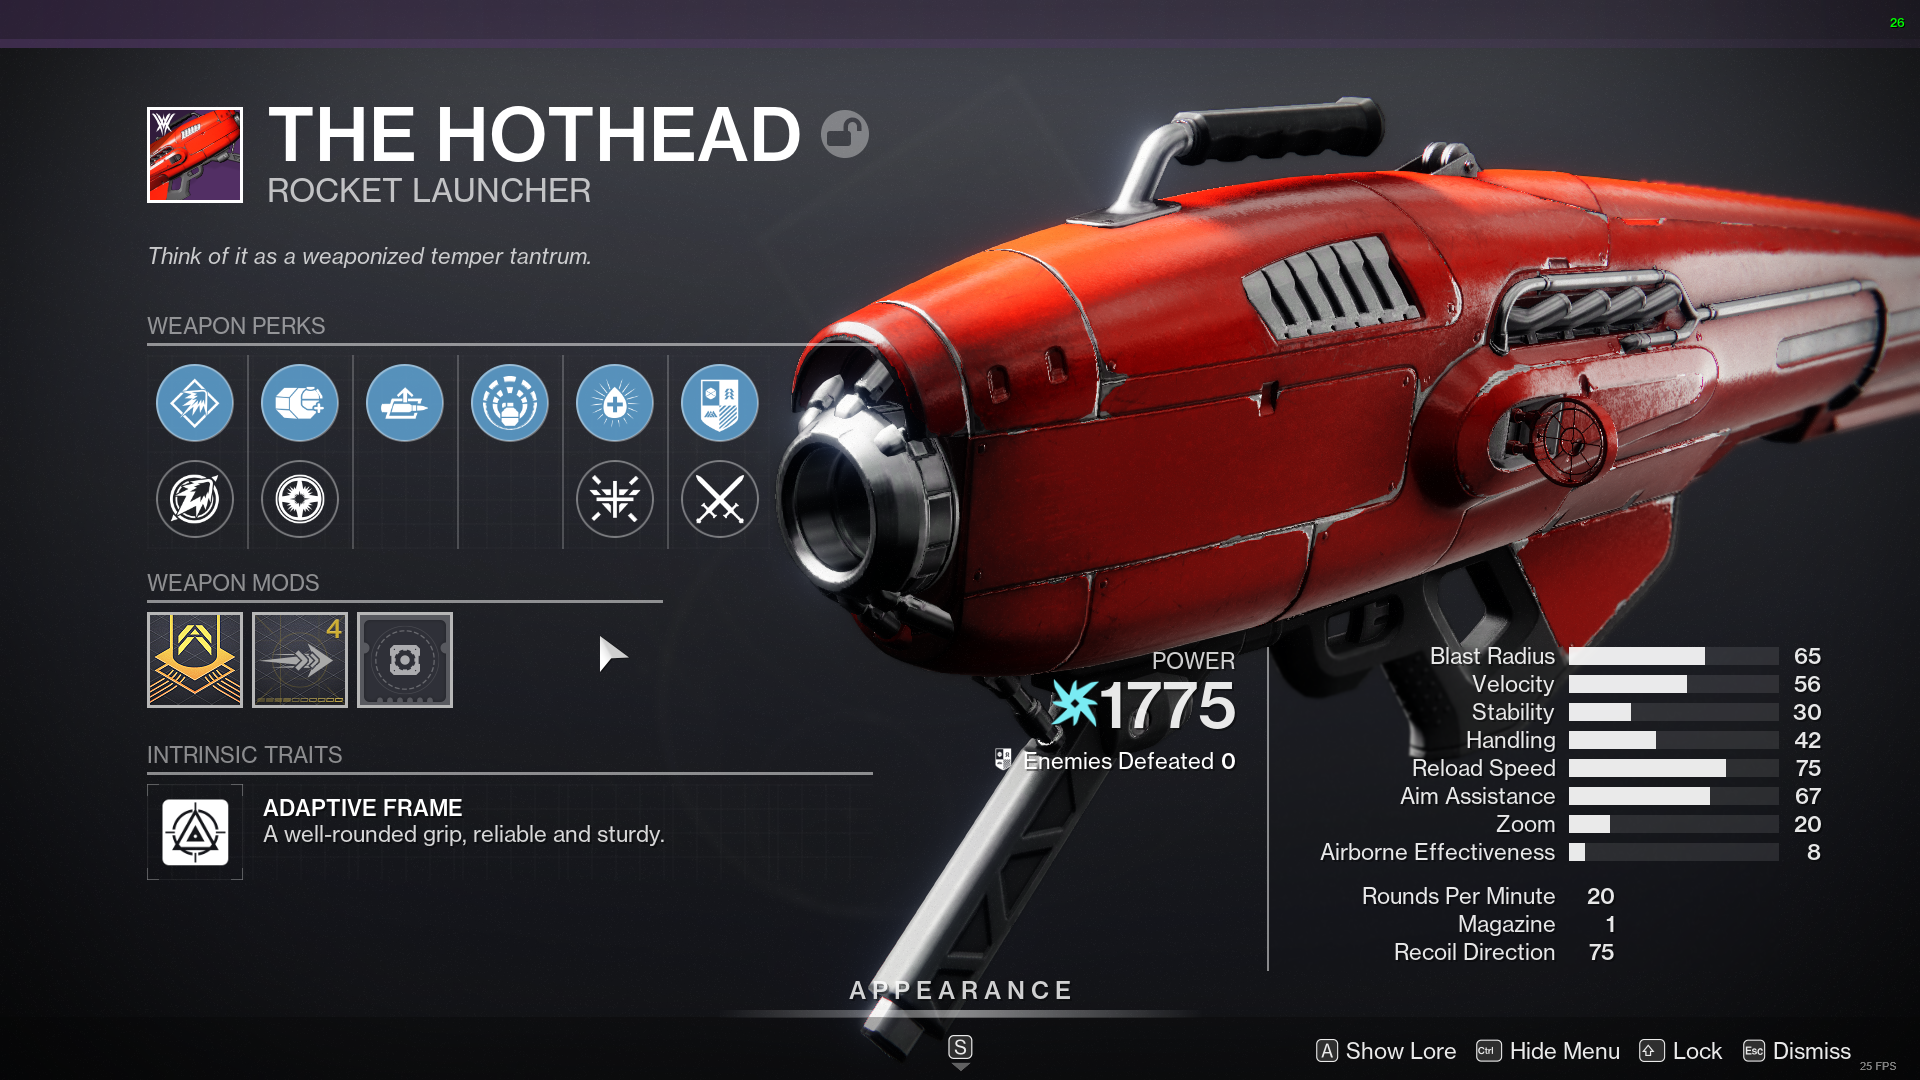 26
THE HOTHEAD
ROCKET LAUNCHER
Think of it as a weaponized temper tantrum.
WEAPON PERKS
WEAPON MODS
4
INTRINSIC TRAITS
ADAPTIVE FRAME
A well-rounded grip, reliable and sturdy.
POWER
1775
Enemies Defeated 0
Blast Radius 65
Velocity 56
Stability 30
Handling 42
Reload Speed 75
Aim Assistance 67
Zoom 20
Airborne Effectiveness 8
Rounds Per Minute 20
Magazine 1
Recoil Direction 75
APPEARANCE
S
A Show Lore Ctrl Hide Menu Lock Esc Dismiss
25 FPS